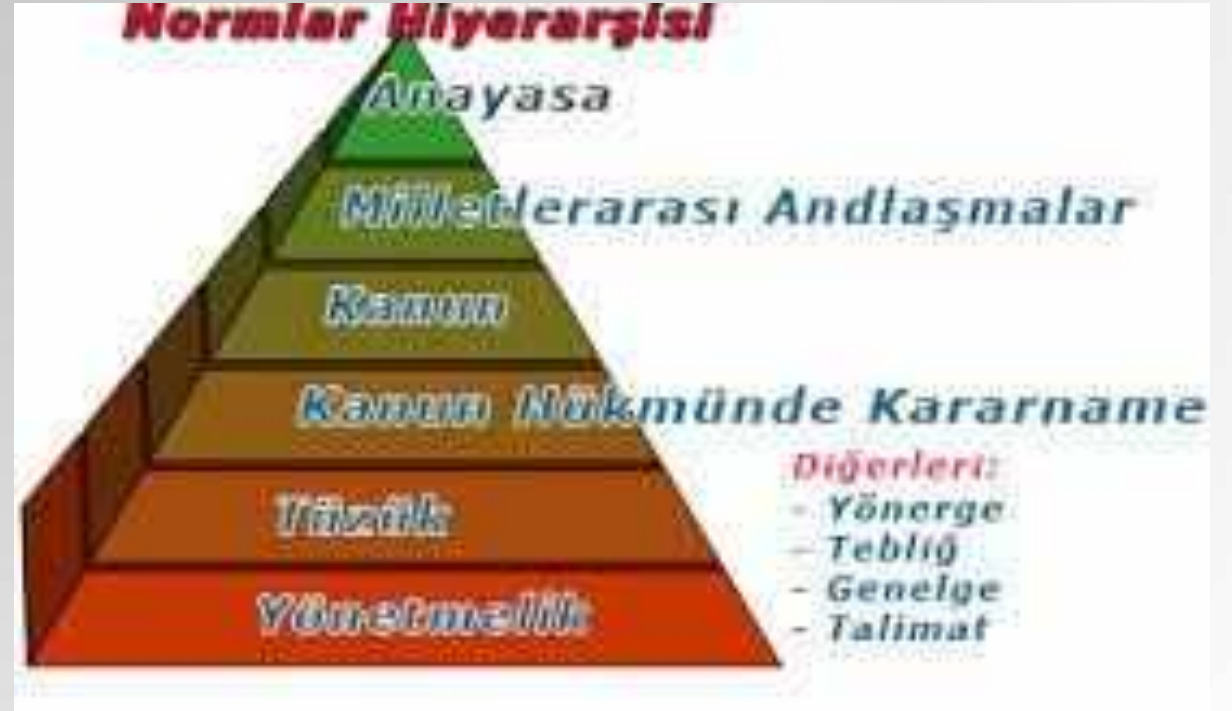 Normlar Hiyerarşisi
Anayasa
Milletlerarası Andlaşmalar
Kanun
Kanun Hükmünde Kararname
Tüzük
Yönetmelik
Diğerleri:
- Yönerge
- Tebliğ
- Genelge
- Talimat